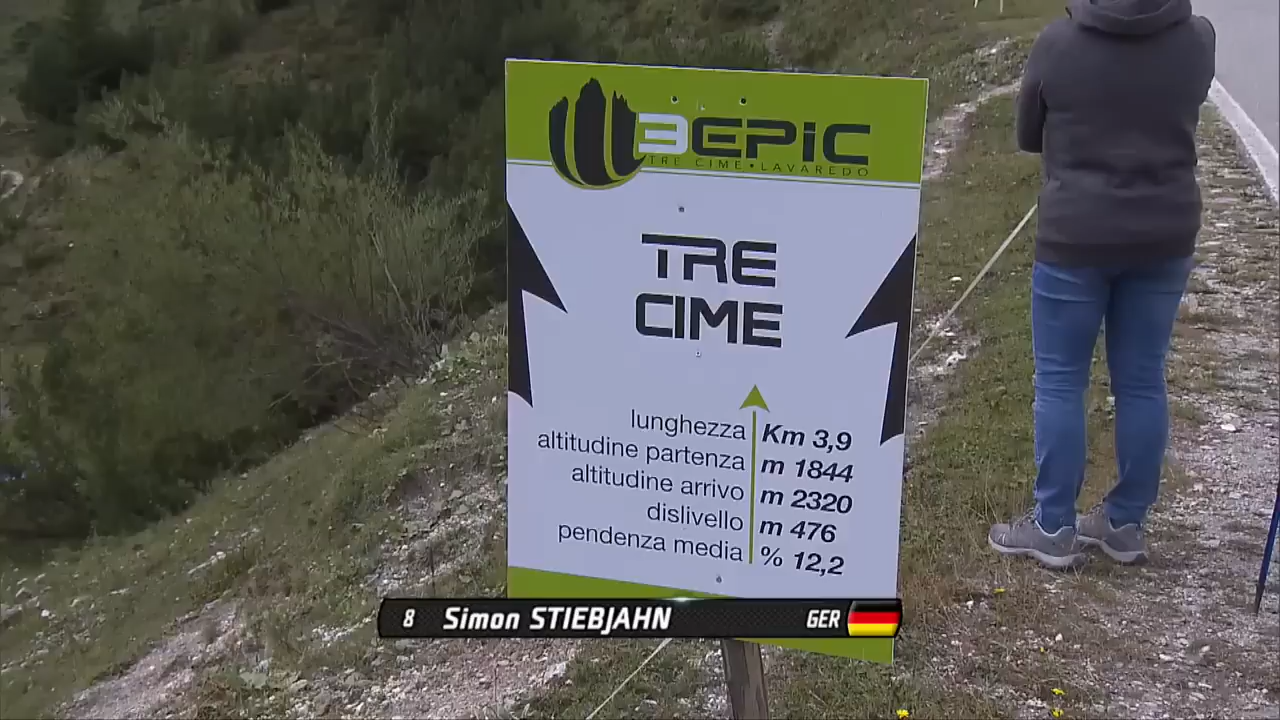 3EPIC
TRE CIME • LAVAREDO
TRE
CIME
lunghezza Km 3,9
altitudine partenza m 1844
altitudine arrivo m 2320
dislivello m 476
pendenza media % 12,2
8 Simon STIEBJAHN GER